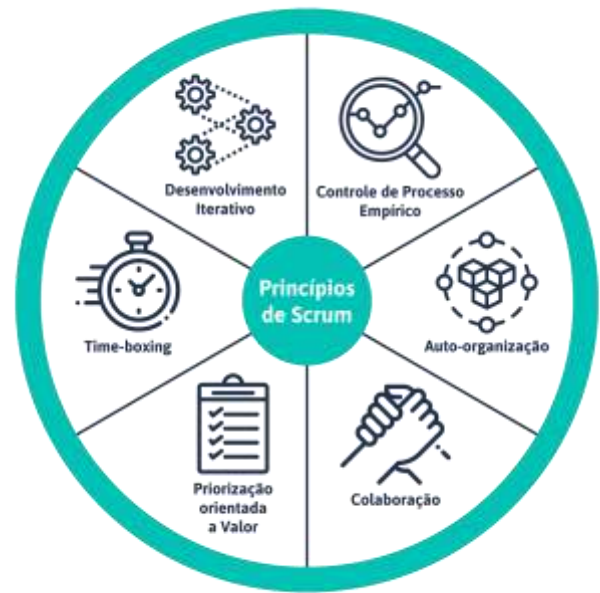 Desenvolvimento
Iterativo
Controle de Processo
Empírico
Princípios
de Scrum
Time-boxing
Auto-organização
Priorização
orientada
a Valor
Colaboração